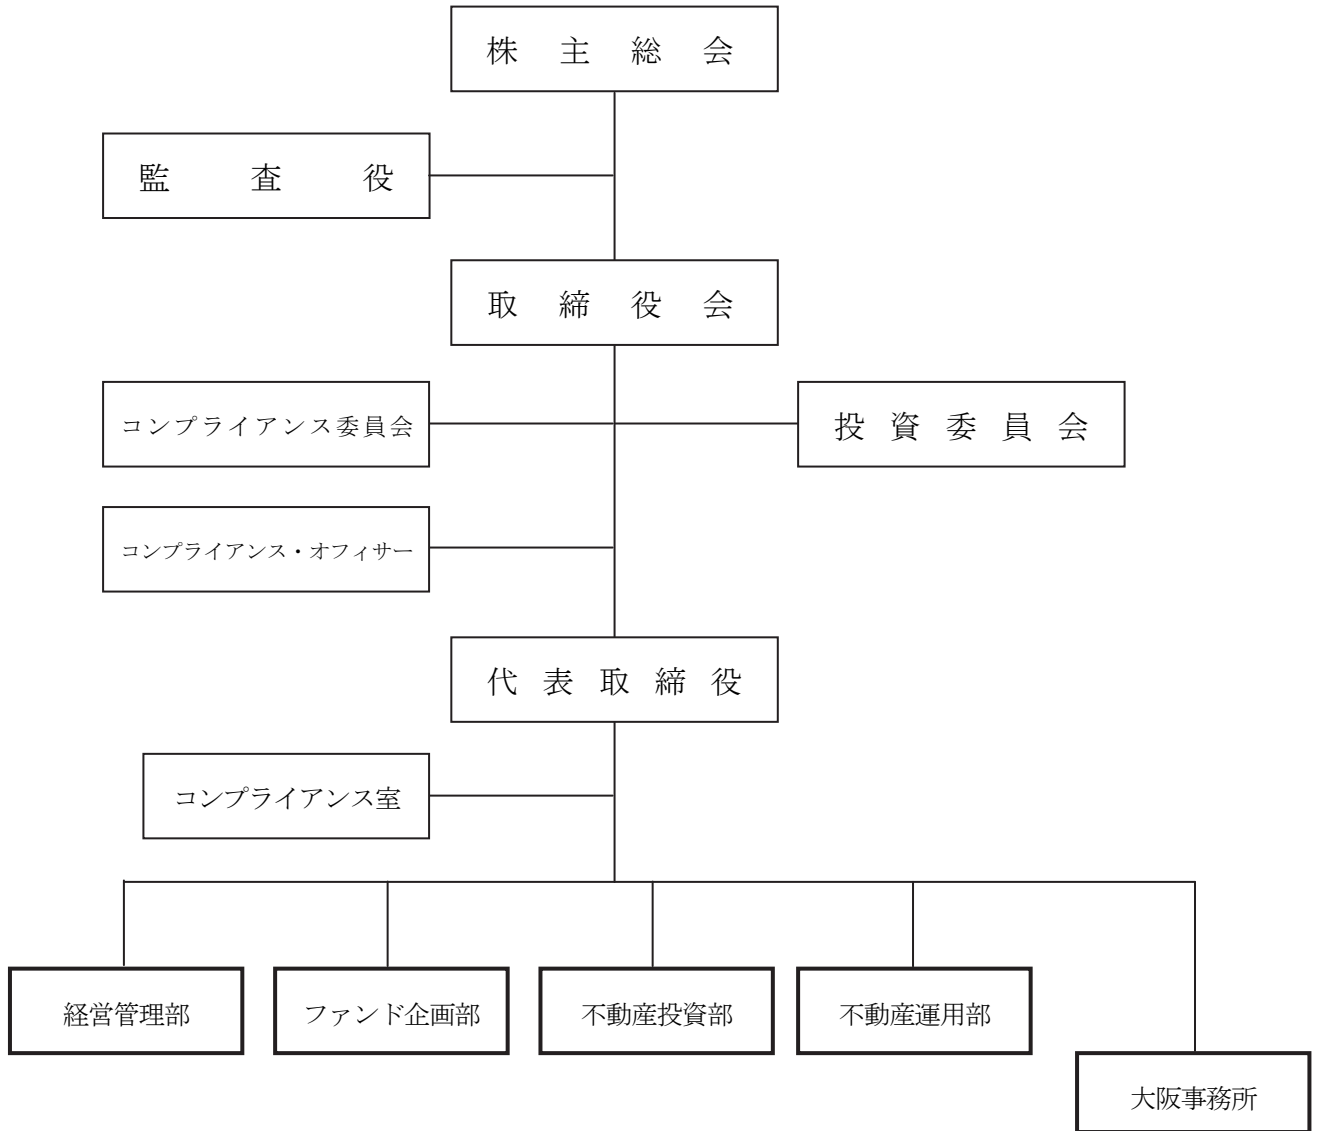 株主総会
監査役
取締役会
コンプライアンス委員会
投資委員会
コンプライアンス・オフィサー
代表取締役
コンプライアンス室
経営管理部
ファンド企画部
不動産投資部
不動産運用部
大阪事務所